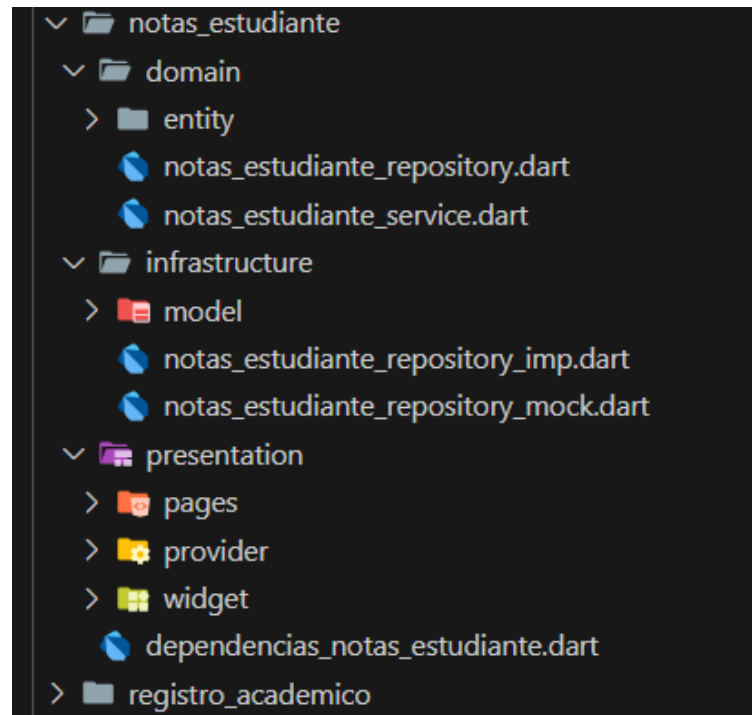 notas_estudiante
domain
entity
notas_estudiante_repository.dart
notas_estudiante_service.dart
infrastructure
model
notas_estudiante_repository_imp.dart
notas_estudiante_repository_mock.dart
presentation
pages
provider
widget
dependencias_notas_estudiante.dart
registro_academico